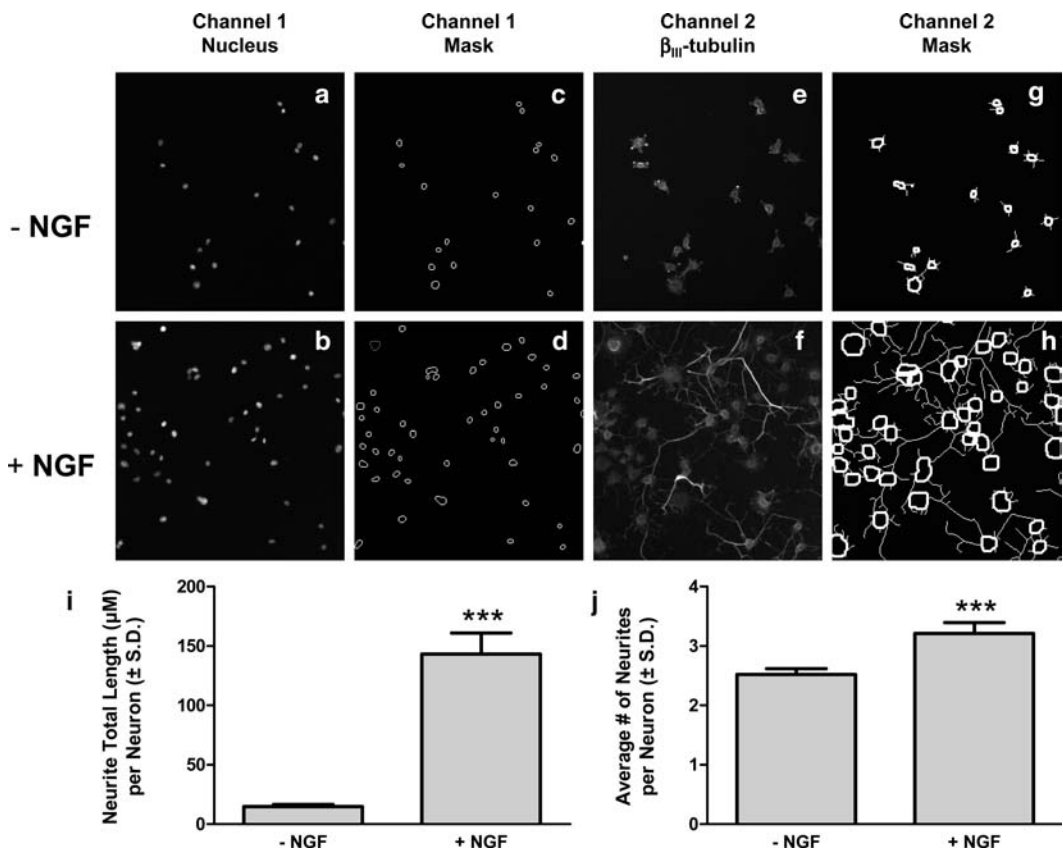 Channel 1
Nucleus
Channel 1
Mask
Channel 2
βIII-tubulin
Channel 2
Mask
- NGF
a
c
e
g
+ NGF
b
d
f
h
i
Neurite Total Length (µM)
per Neuron (± S.D.)
200
150
100
50
0
***
- NGF
+ NGF
j
Average # of Neurites
per Neuron (± S.D.)
4
3
2
1
0
***
- NGF
+ NGF